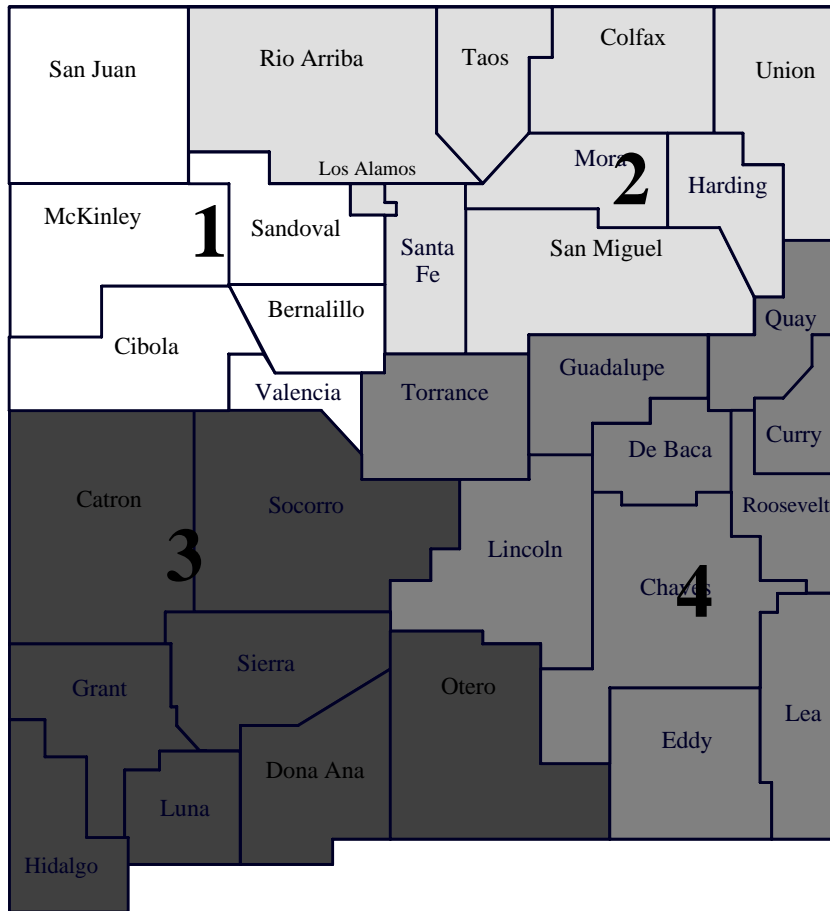 Colfax
Rio Arriba
Taos
San Juan
Union
Mora
Los Alamos
2
Harding
McKinley
1
Sandoval
Santa
Fe
San Miguel
Bernalillo
Quay
Cibola
Guadalupe
Valencia
Torrance
Curry
De Baca
Catron
Socorro
Roosevelt
3
Lincoln
Chaves
4
Sierra
Grant
Otero
Lea
Eddy
Dona Ana
Luna
Hidalgo